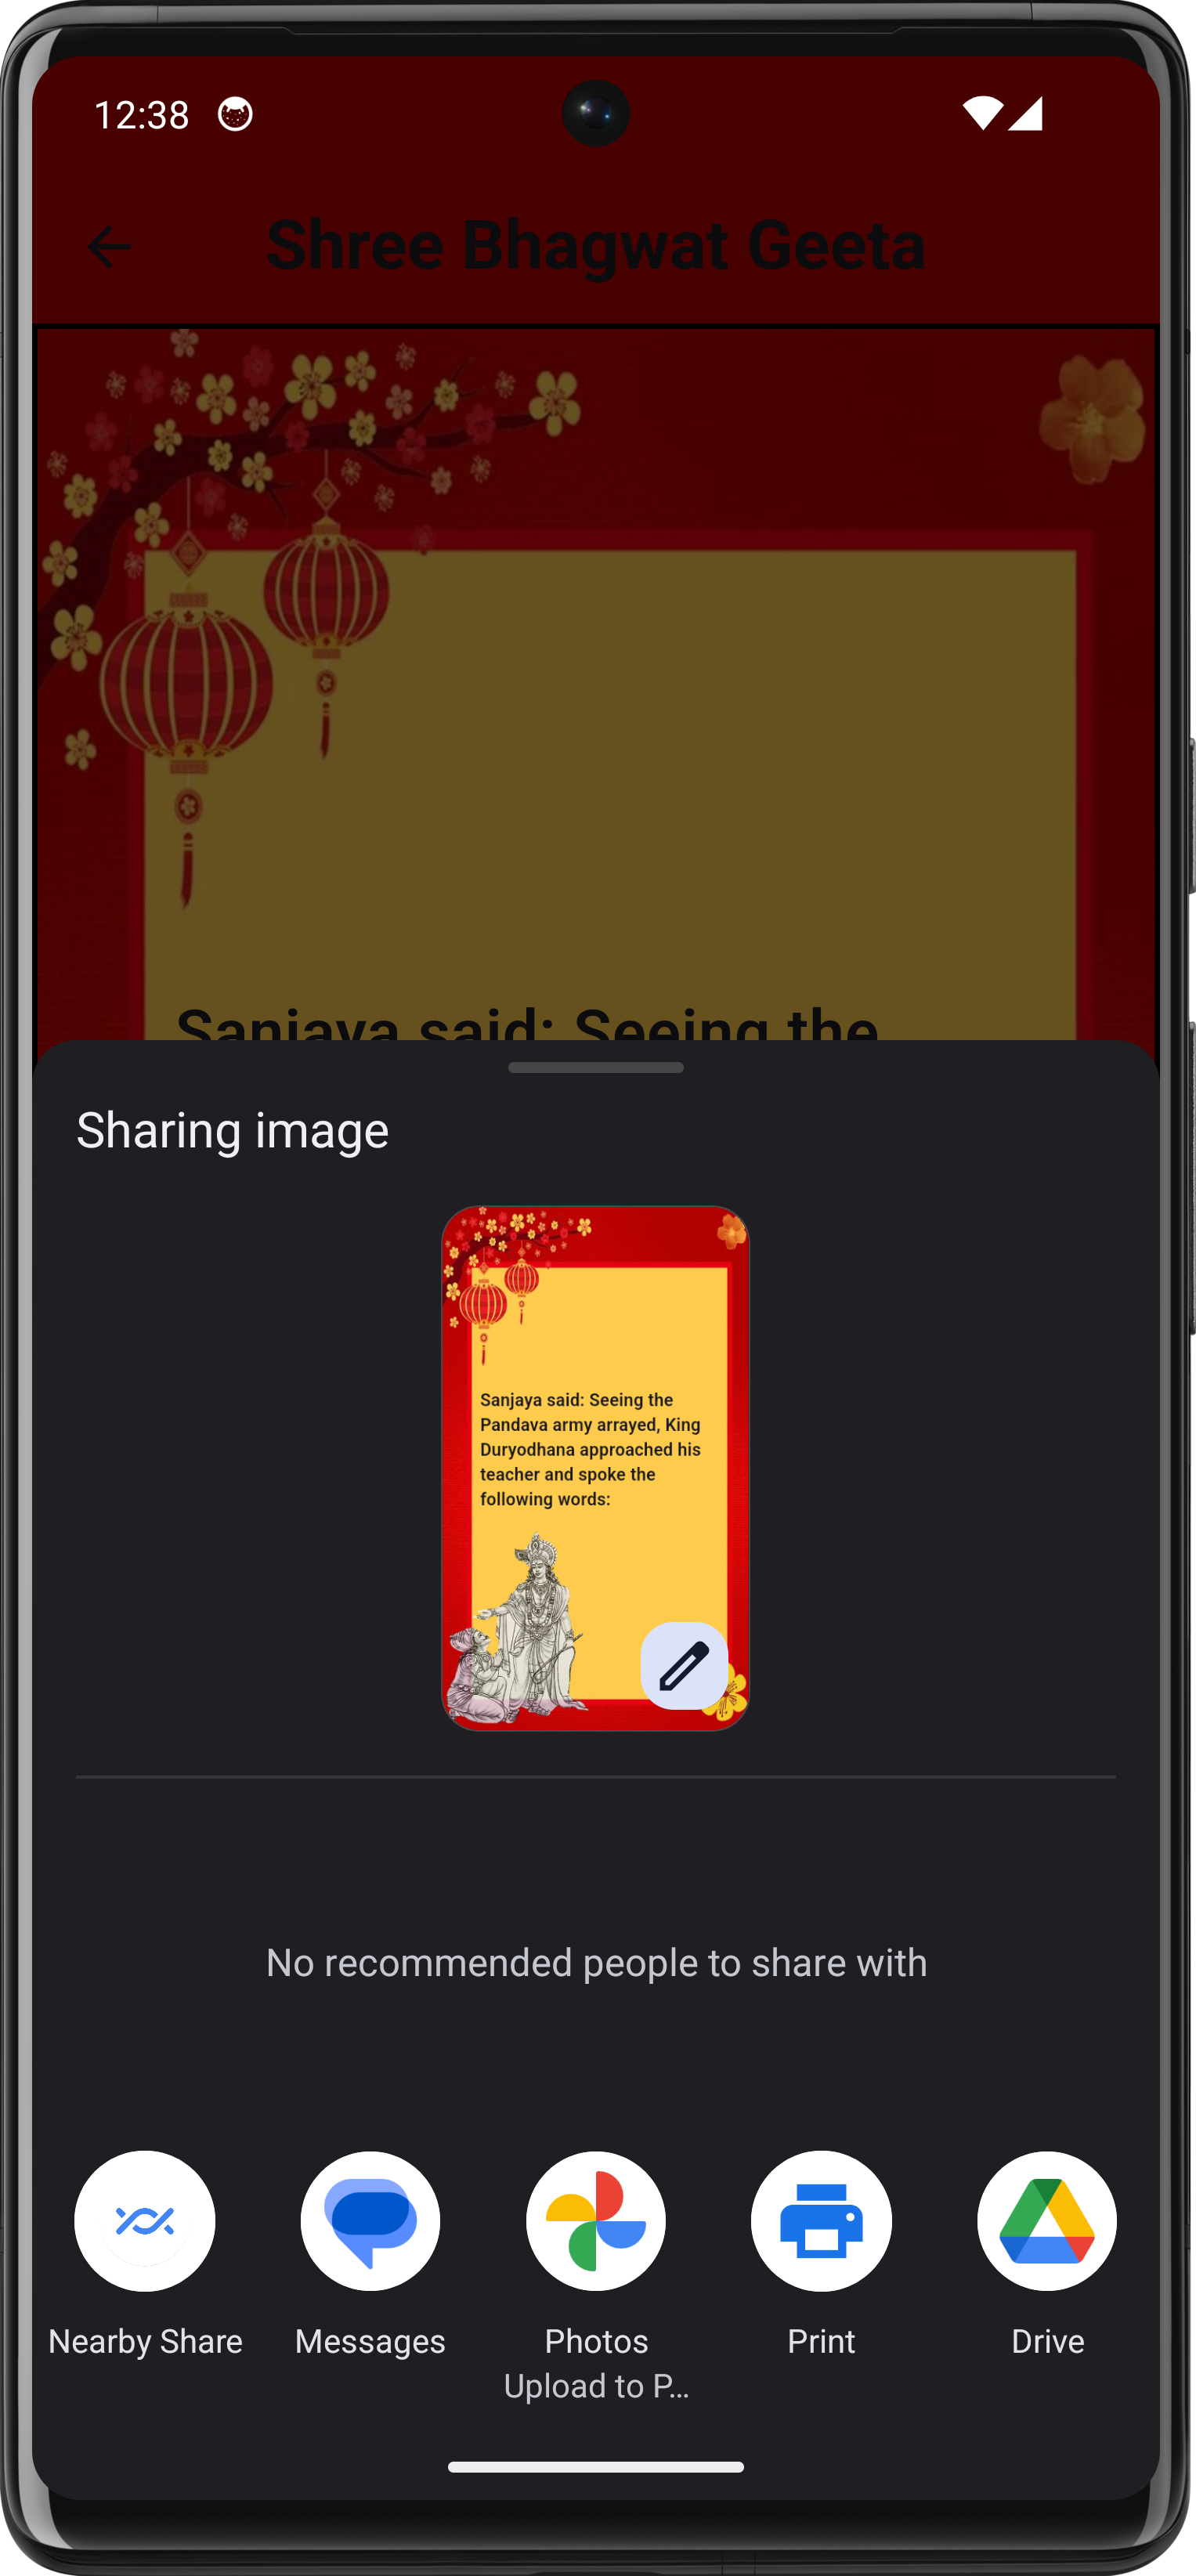 12:38
Shree Bhagwat Geeta
Sanjaya said: Seeing the
Sharing image
Sanjaya said: Seeing the
Pandava army arrayed, King
Duryodhana approached his
teacher and spoke the
following words:
No recommended people to share with
Nearby Share
Messages
Photos
Print
Drive
Upload to P...